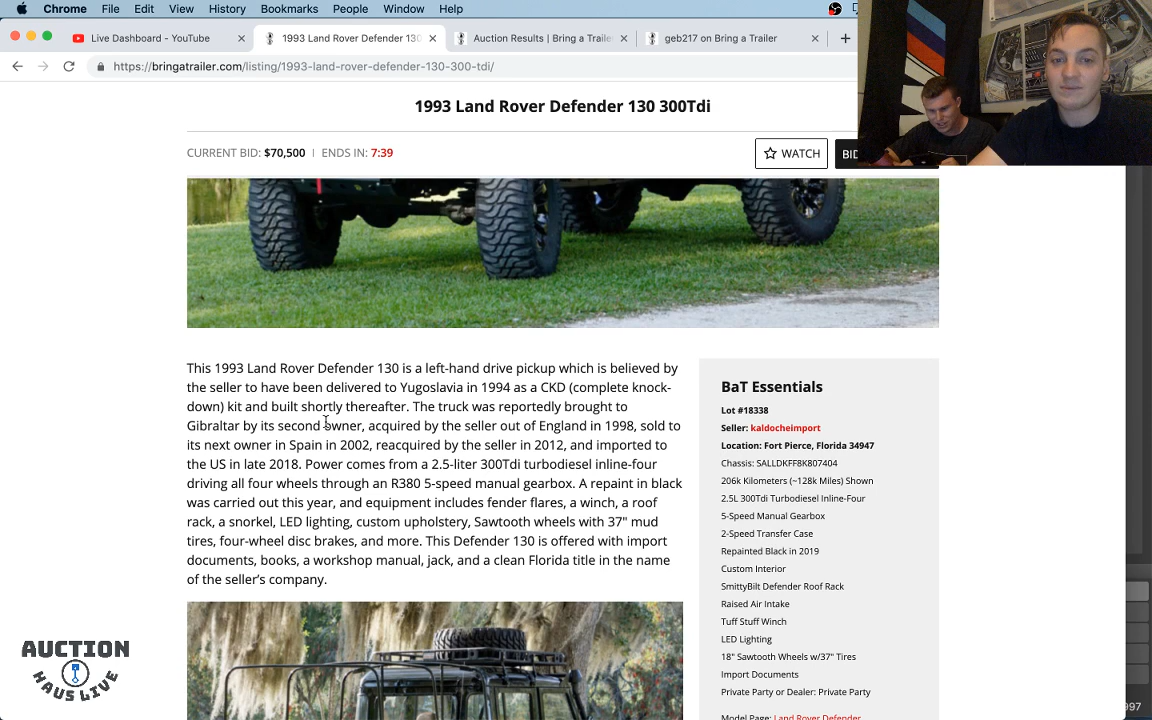 Chrome File Edit View History Bookmarks People Window Help
Live Dashboard - YouTube
1993 Land Rover Defender 130
Auction Results | Bring a Traile
geb217 on Bring a Trailer
https://bringatrailer.com/listing/1993-land-rover-defender-130-300-tdi/
1993 Land Rover Defender 130 300Tdi
CURRENT BID: $70,500 | ENDS IN: 7:39
WATCH
BID
This 1993 Land Rover Defender 130 is a left-hand drive pickup which is believed by
the seller to have been delivered to Yugoslavia in 1994 as a CKD (complete knock-
down) kit and built shortly thereafter. The truck was reportedly brought to
Gibraltar by its second owner, acquired by the seller out of England in 1998, sold to
its next owner in Spain in 2002, reacquired by the seller in 2012, and imported to
the US in late 2018. Power comes from a 2.5-liter 300Tdi turbodiesel inline-four
driving all four wheels through an R380 5-speed manual gearbox. A repaint in black
was carried out this year, and equipment includes fender flares, a winch, a roof
rack, a snorkel, LED lighting, custom upholstery, Sawtooth wheels with 37" mud
tires, four-wheel disc brakes, and more. This Defender 130 is offered with import
documents, books, a workshop manual, jack, and a clean Florida title in the name
of the seller's company.
BaT Essentials
Lot #18338
Seller: kaldocheimport
Location: Fort Pierce, Florida 34947
Chassis: SALLDKFF8K807404
206k Kilometers (~128k Miles) Shown
2.5L 300Tdi Turbodiesel Inline-Four
5-Speed Manual Gearbox
2-Speed Transfer Case
Repainted Black in 2019
Custom Interior
SmittyBilt Defender Roof Rack
Raised Air Intake
Tuff Stuff Winch
LED Lighting
18" Sawtooth Wheels w/37" Tires
Import Documents
Private Party or Dealer: Private Party
Model Page: Land Rover Defender
AUCTION
HAUS LIVE
997